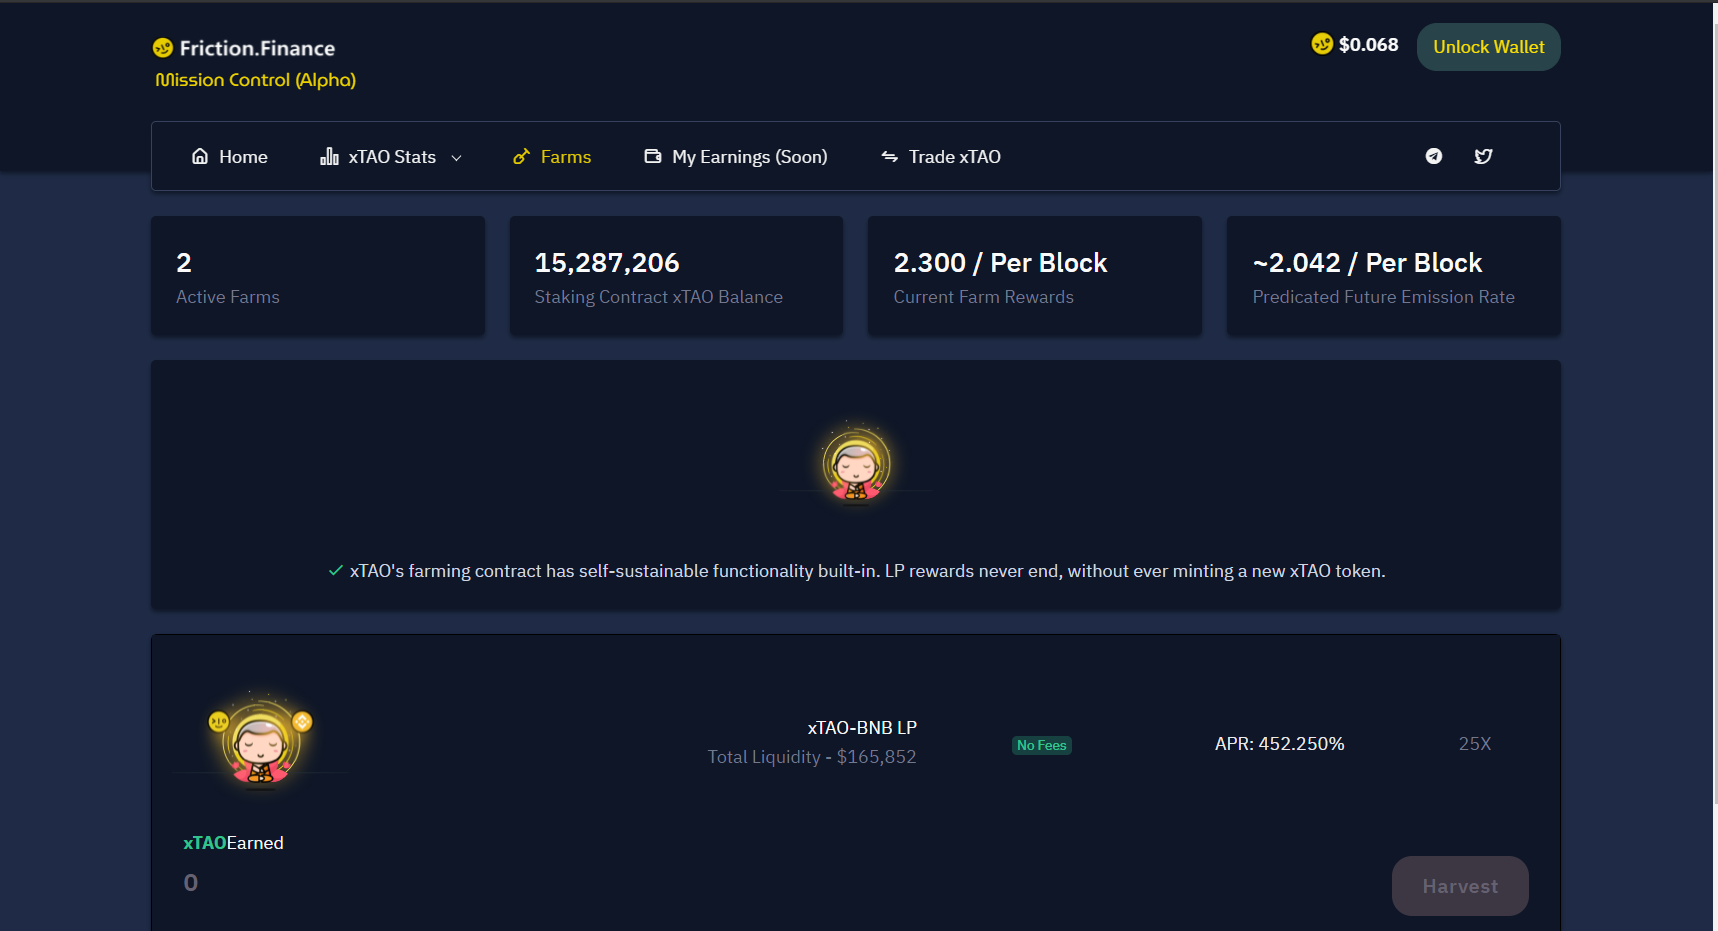 Friction.Finance
Mission Control (Alpha)
$0.068
Unlock Wallet
Home
xTAO Stats
Farms
My Earnings (Soon)
Trade xTAO
2
Active Farms
15,287,206
Staking Contract xTAO Balance
2.300 / Per Block
Current Farm Rewards
~2.042 / Per Block
Predicated Future Emission Rate
xTAO's farming contract has self-sustainable functionality built-in. LP rewards never end, without ever minting a new xTAO token.
xTAO-BNB LP
Total Liquidity - $165,852
No Fees
APR: 452.250%
25X
xTAOEarned
0
Harvest